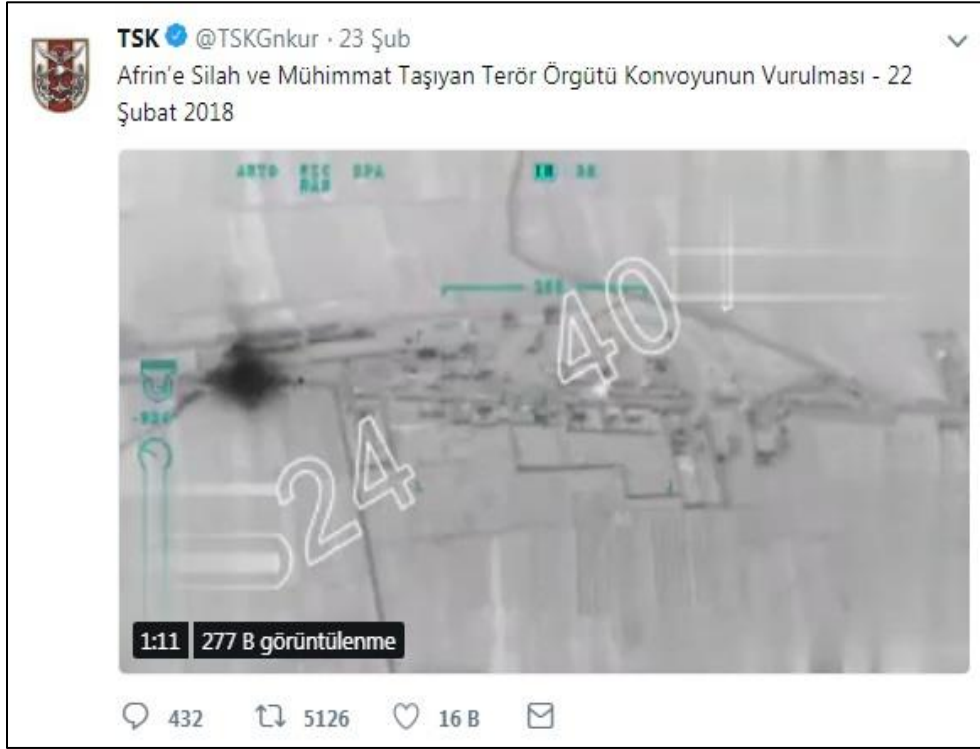 TSK @TSKGnkur · 23 Şub
Afrin'e Silah ve Mühimmat Taşıyan Terör Örgütü Konvoyunun Vurulması - 22
Şubat 2018
40
24
1:11 277 B görüntülenme
432 5126 16 B